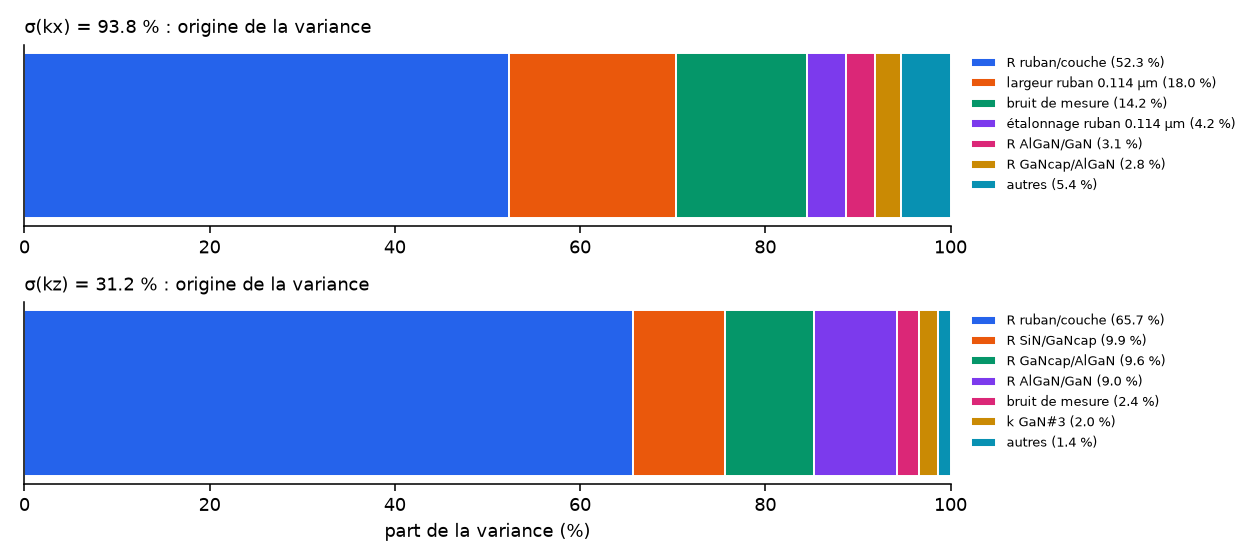 σ(kx) = 93.8 % : origine de la variance
R ruban/couche (52.3 %)
largeur ruban 0.114 µm (18.0 %)
bruit de mesure (14.2 %)
étalonnage ruban 0.114 µm (4.2 %)
R AlGaN/GaN (3.1 %)
R GaNcap/AlGaN (2.8 %)
autres (5.4 %)
0 20 40 60 80 100
σ(kz) = 31.2 % : origine de la variance
R ruban/couche (65.7 %)
R SiN/GaNcap (9.9 %)
R GaNcap/AlGaN (9.6 %)
R AlGaN/GaN (9.0 %)
bruit de mesure (2.4 %)
k GaN#3 (2.0 %)
autres (1.4 %)
0 20 40 60 80 100
part de la variance (%)